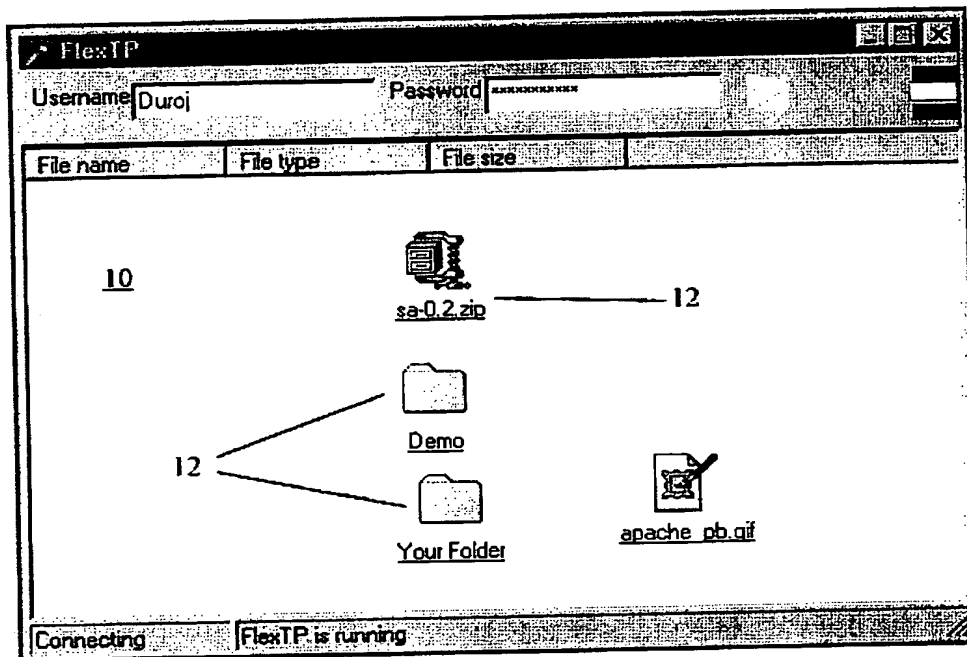 FlexTP
Username Duroj Password ***********
File name File type File size
10
sa-0.2.zip
12
Demo
12
Your Folder
apache_pb.gif
Connecting FlexTP is running